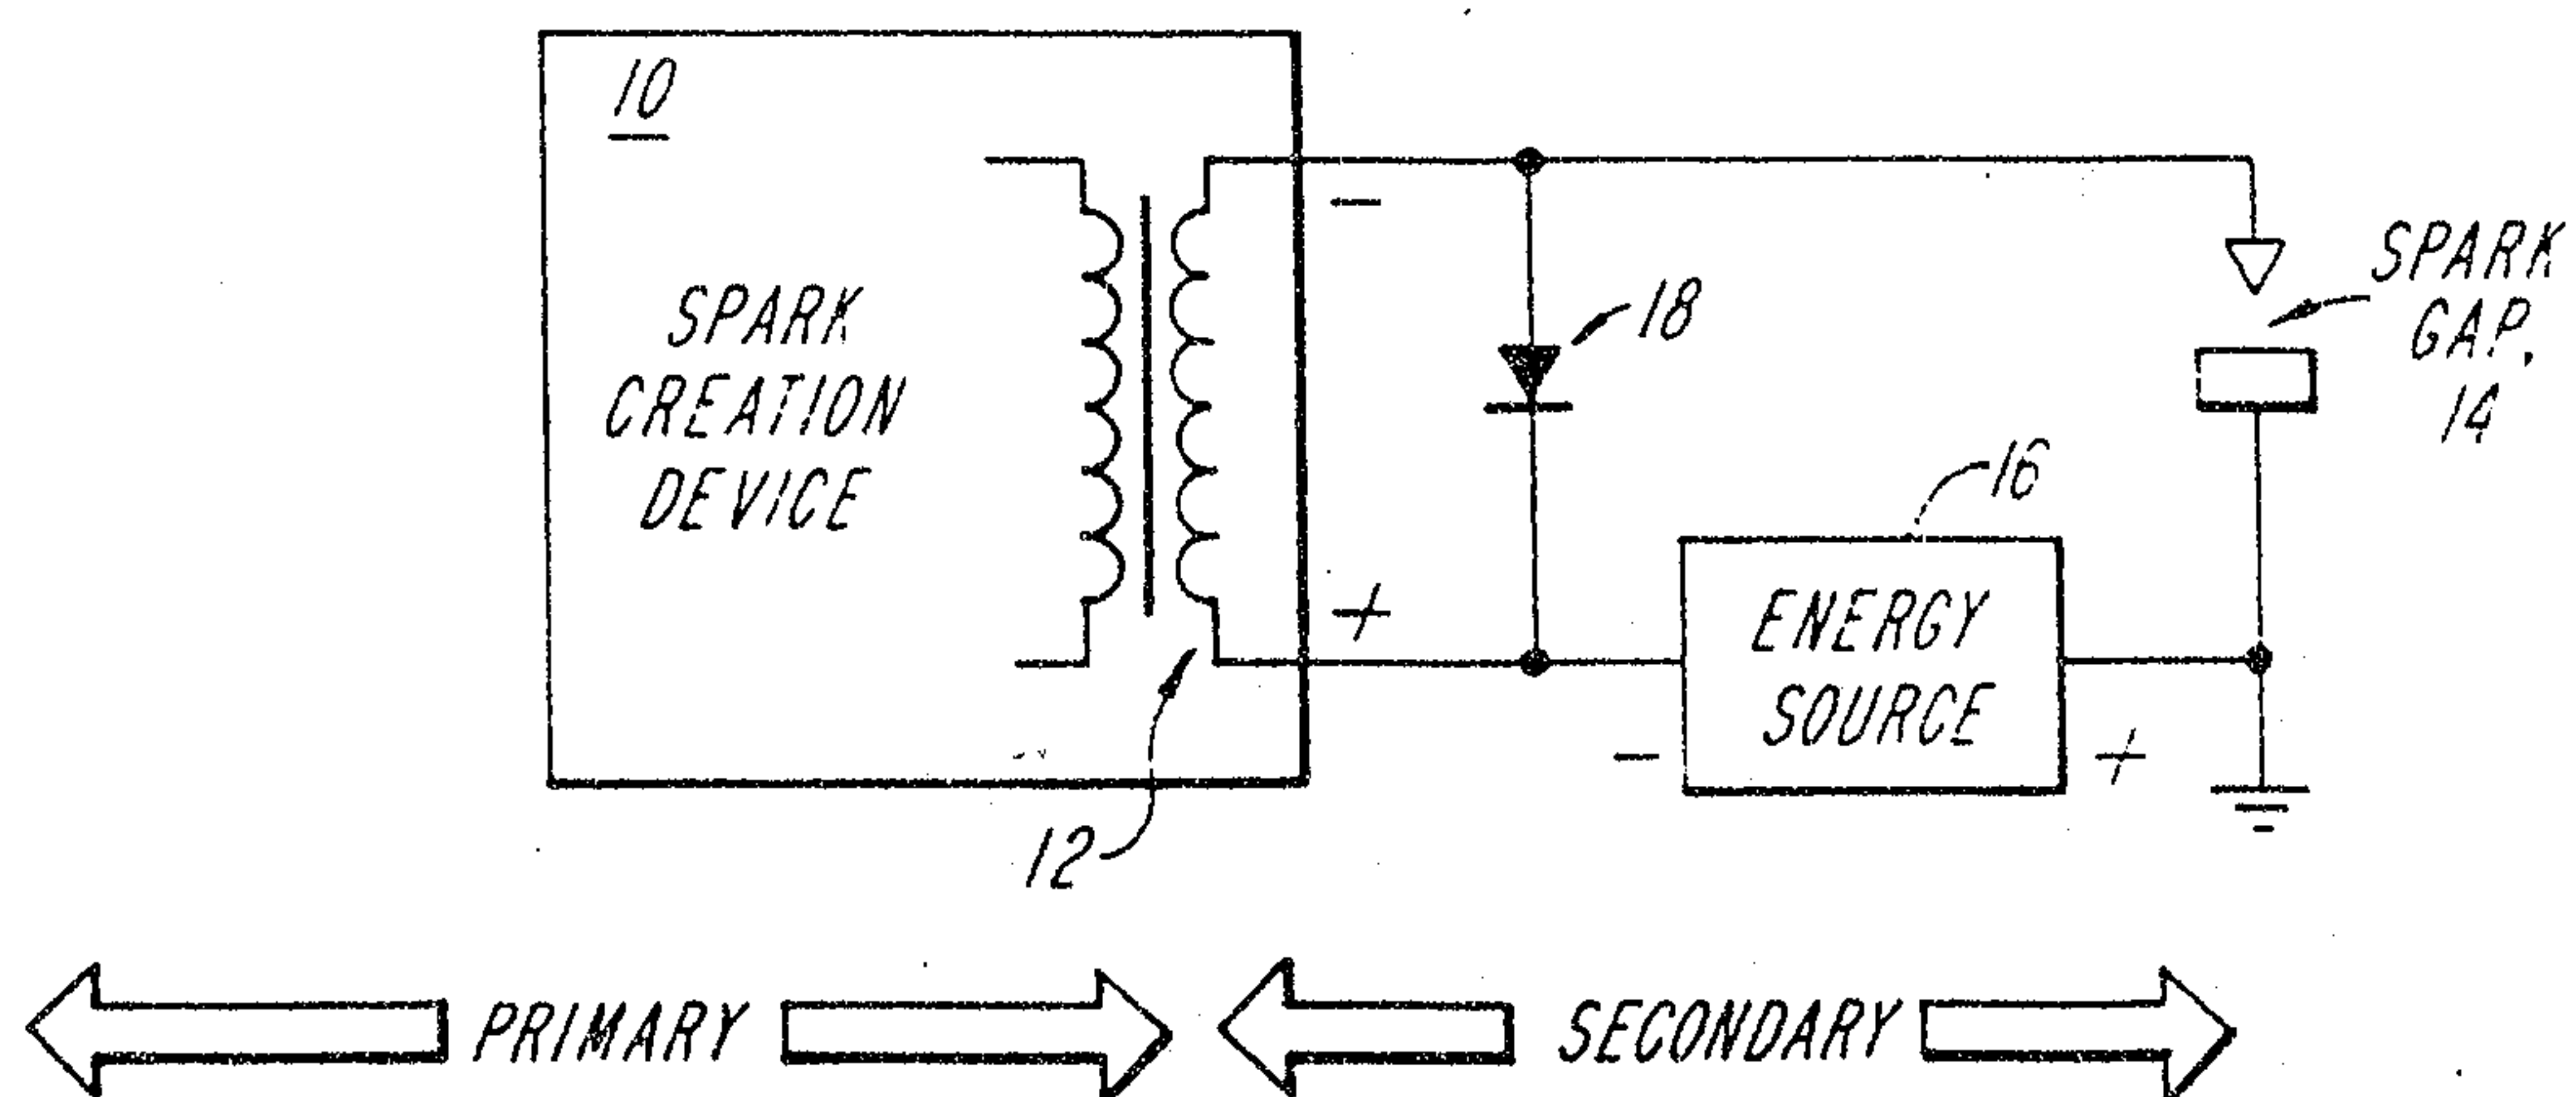 10
SPARK
CREATION
DEVICE
12
-
+
18
SPARK
GAP.
14
16
ENERGY
SOURCE
-
+
PRIMARY
SECONDARY